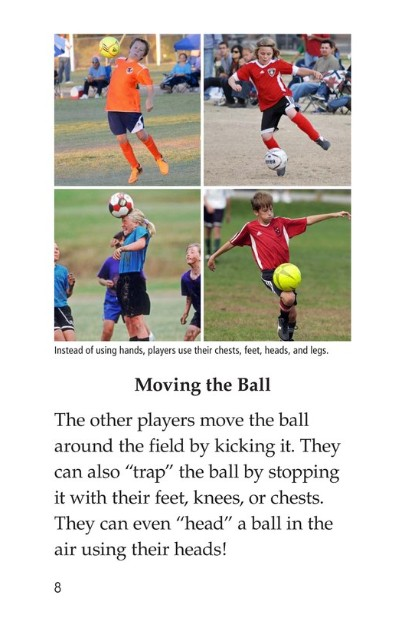 Instead of using hands, players use their chests, feet, heads, and legs.
Moving the Ball
The other players move the ball
around the field by kicking it. They
can also “trap” the ball by stopping
it with their feet, knees, or chests.
They can even “head” a ball in the
air using their heads!
8